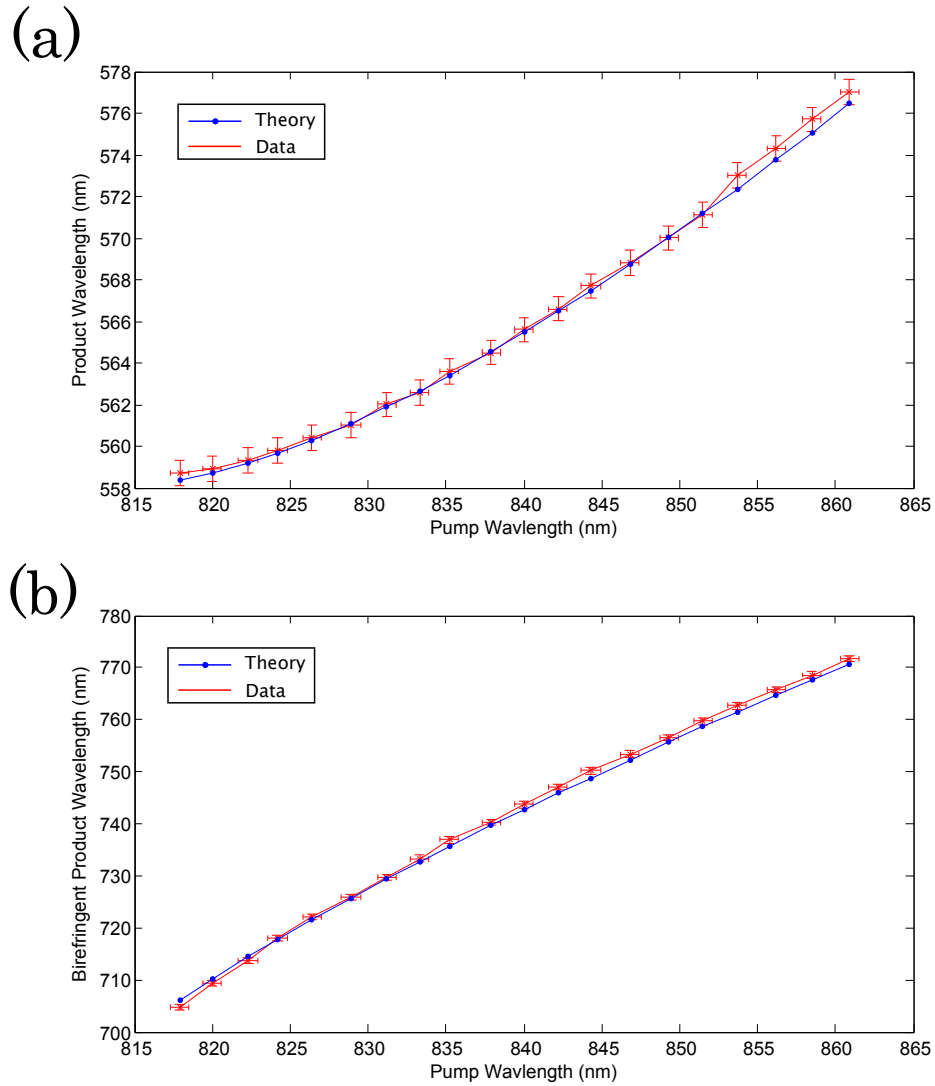 (a)
578
576
574
572
570
568
566
564
562
560
558
Product Wavelength (nm)
Theory
Data
815 820 825 830 835 840 845 850 855 860 865
Pump Wavlength (nm)
(b)
780
770
760
750
740
730
720
710
700
Birefringent Product Wavelength (nm)
Theory
Data
815 820 825 830 835 840 845 850 855 860 865
Pump Wavelength (nm)